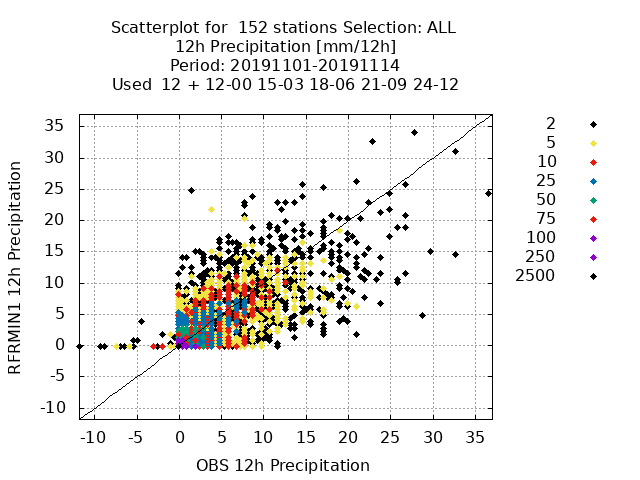 Scatterplot for  152 stations Selection: ALL
12h Precipitation [mm/12h]
Period: 20191101-20191114
Used  12 + 12-00 15-03 18-06 21-09 24-12
RFRMIN1 12h Precipitation
35
30
25
20
15
10
5
0
-5
-10
-10 -5 0 5 10 15 20 25 30 35
OBS 12h Precipitation
2
5
10
25
50
75
100
250
2500